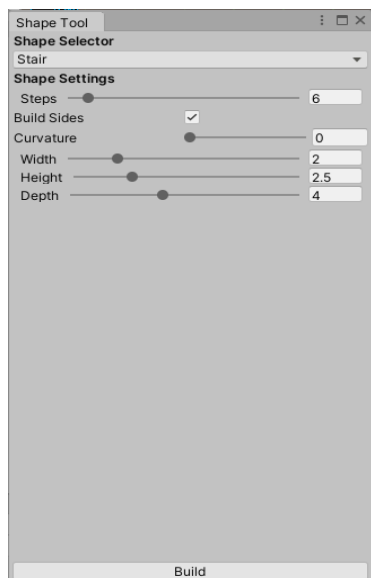 Shape Tool
Shape Selector
Stair
Shape Settings
Steps 6
Build Sides
Curvature 0
Width 2
Height 2.5
Depth 4
Build